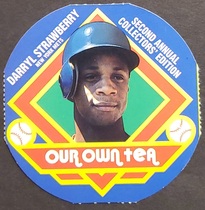 DARRYL STRAWBERRY
NEW YORK METS
SECOND ANNUAL
COLLECTORS' EDITION
OUR OWN tea